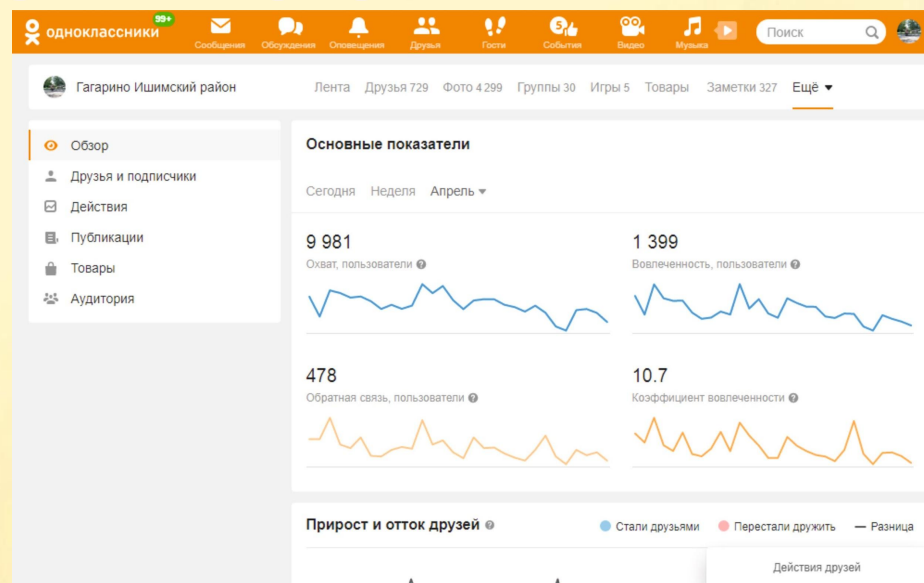 одноклассники 99+
Сообщения Обсуждения Оповещения Друзья Гости 5 События Видео Музыка Поиск
Гагарино Ишимский район Лента Друзья 729 Фото 4 299 Группы 30 Игры 5 Товары Заметки 327 Ещё
Обзор
Друзья и подписчики
Действия
Публикации
Товары
Аудитория
Основные показатели
Сегодня Неделя Апрель
9 981 1 399
Охват, пользователи Вовлеченность, пользователи
478 10.7
Обратная связь, пользователи Коэффициент вовлеченности
Прирост и отток друзей Стали друзьями Перестали дружить Разница
Действия друзей